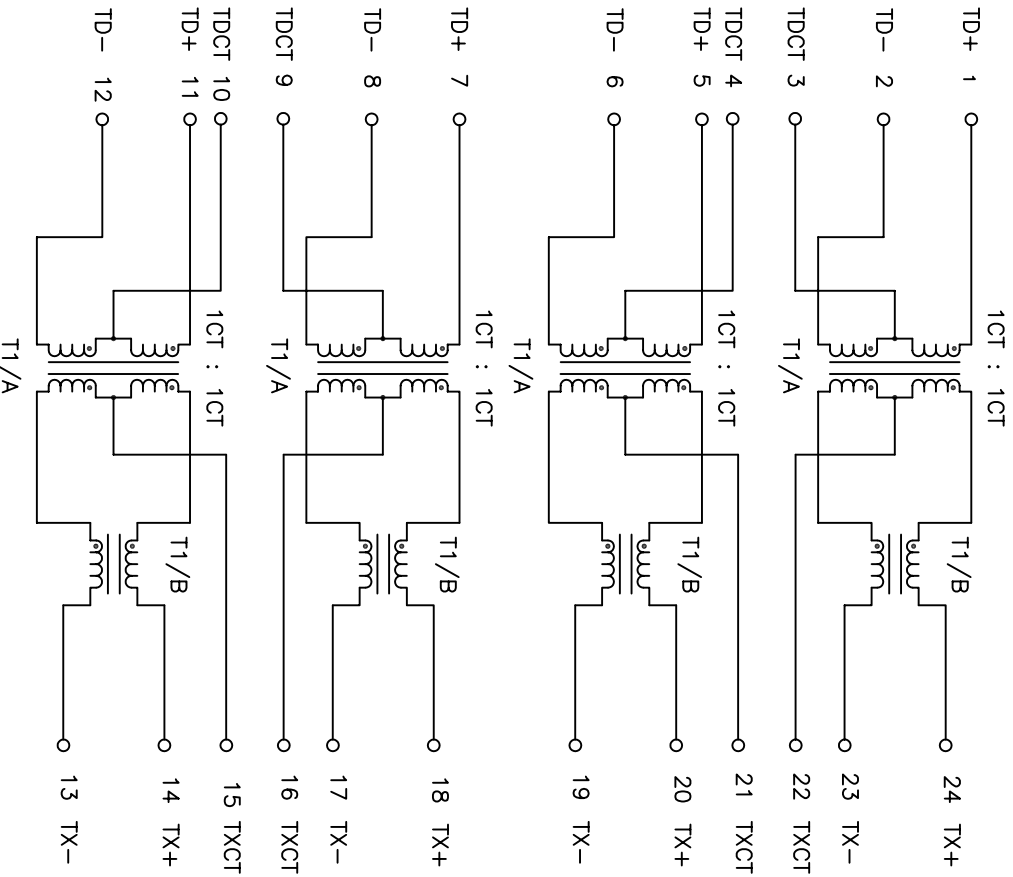 1CT : 1CT
TD+ 1
24 TX+
T1/B
TD- 2
23 TX-
TDCT 3
22 TXCT
T1/A
TDCT 4
1CT : 1CT
21 TXCT
TD+ 5
T1/B
20 TX+
TD- 6
19 TX-
T1/A
1CT : 1CT
TD+ 7
T1/B
18 TX+
TD- 8
17 TX-
TDCT 9
16 TXCT
T1/A
TDCT 10
1CT : 1CT
15 TXCT
TD+ 11
T1/B
14 TX+
TD- 12
13 TX-
T1/A